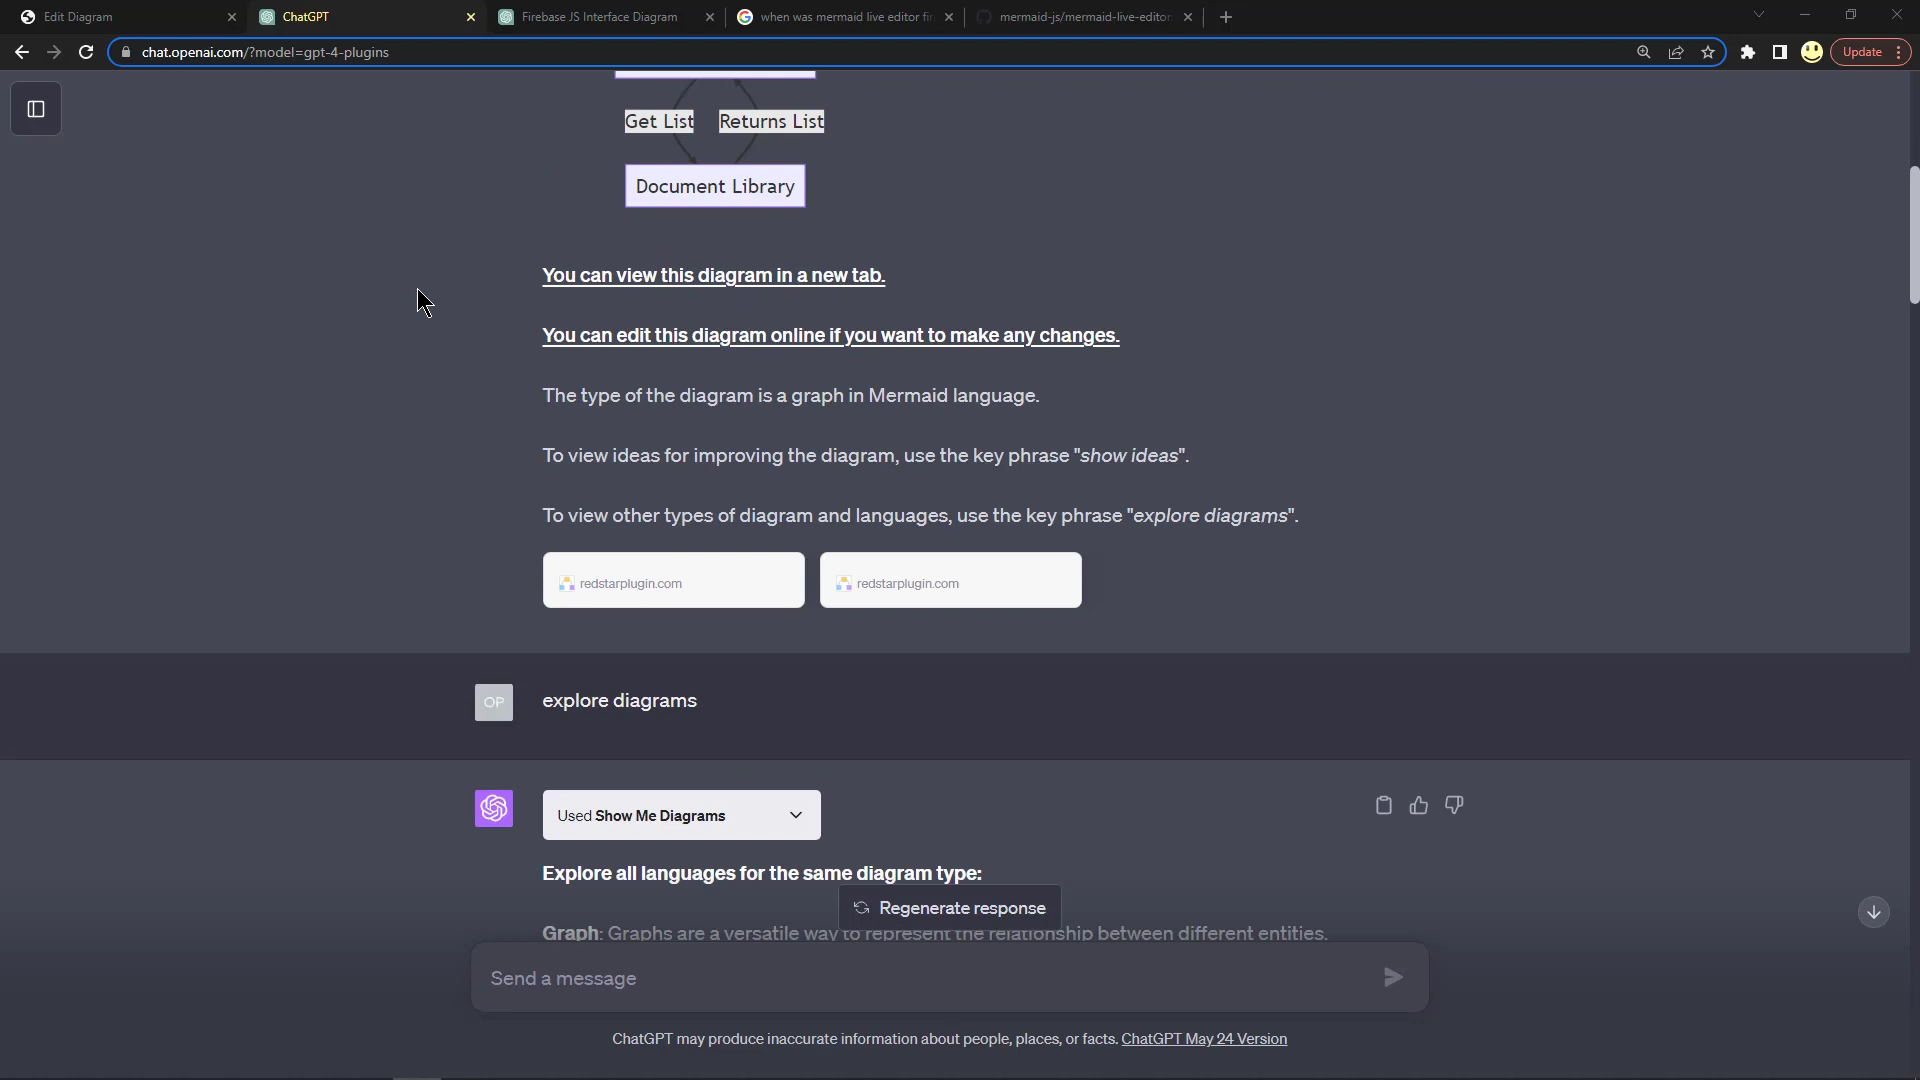 Edit Diagram
ChatGPT
Firebase JS Interface Diagram
when was mermaid live editor fi
mermaid-js/mermaid-live-editor
chat.openai.com/?model=gpt-4-plugins
Update
Get List
Returns List
Document Library
You can view this diagram in a new tab.
You can edit this diagram online if you want to make any changes.
The type of the diagram is a graph in Mermaid language.
To view ideas for improving the diagram, use the key phrase "show ideas".
To view other types of diagram and languages, use the key phrase "explore diagrams".
redstarplugin.com
redstarplugin.com
OP
explore diagrams
Used Show Me Diagrams
Explore all languages for the same diagram type:
Regenerate response
Graph: Graphs are a versatile way to represent the relationship between different entities.
Send a message
ChatGPT may produce inaccurate information about people, places, or facts. ChatGPT May 24 Version